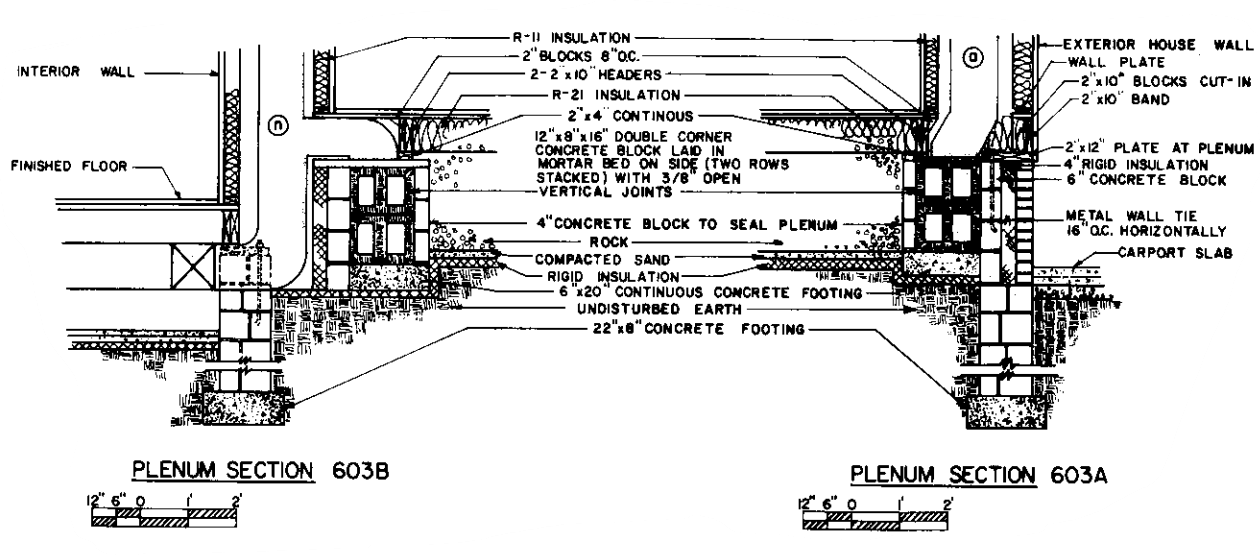 R-11 INSULATION
2" BLOCKS 8" O.C.
2-2"x10" HEADERS
R-21 INSULATION
2"x4" CONTINOUS
12"x8"x16" DOUBLE CORNER
CONCRETE BLOCK LAID IN
MORTAR BED ON SIDE (TWO ROWS
STACKED) WITH 3/8" OPEN
VERTICAL JOINTS
4" CONCRETE BLOCK TO SEAL PLENUM
ROCK
COMPACTED SAND
RIGID INSULATION
6"x20" CONTINUOUS CONCRETE FOOTING
UNDISTURBED EARTH
22"x8" CONCRETE FOOTING
INTERIOR WALL
n
FINISHED FLOOR
o
EXTERIOR HOUSE WALL
WALL PLATE
2"x10" BLOCKS CUT-IN
2"x10" BAND
2"x12" PLATE AT PLENUM
4" RIGID INSULATION
6" CONCRETE BLOCK
METAL WALL TIE
16" O.C. HORIZONTALLY
CARPORT SLAB
PLENUM SECTION 603B
12" 6" 0 1' 2'
PLENUM SECTION 603A
12" 6" 0 1' 2'